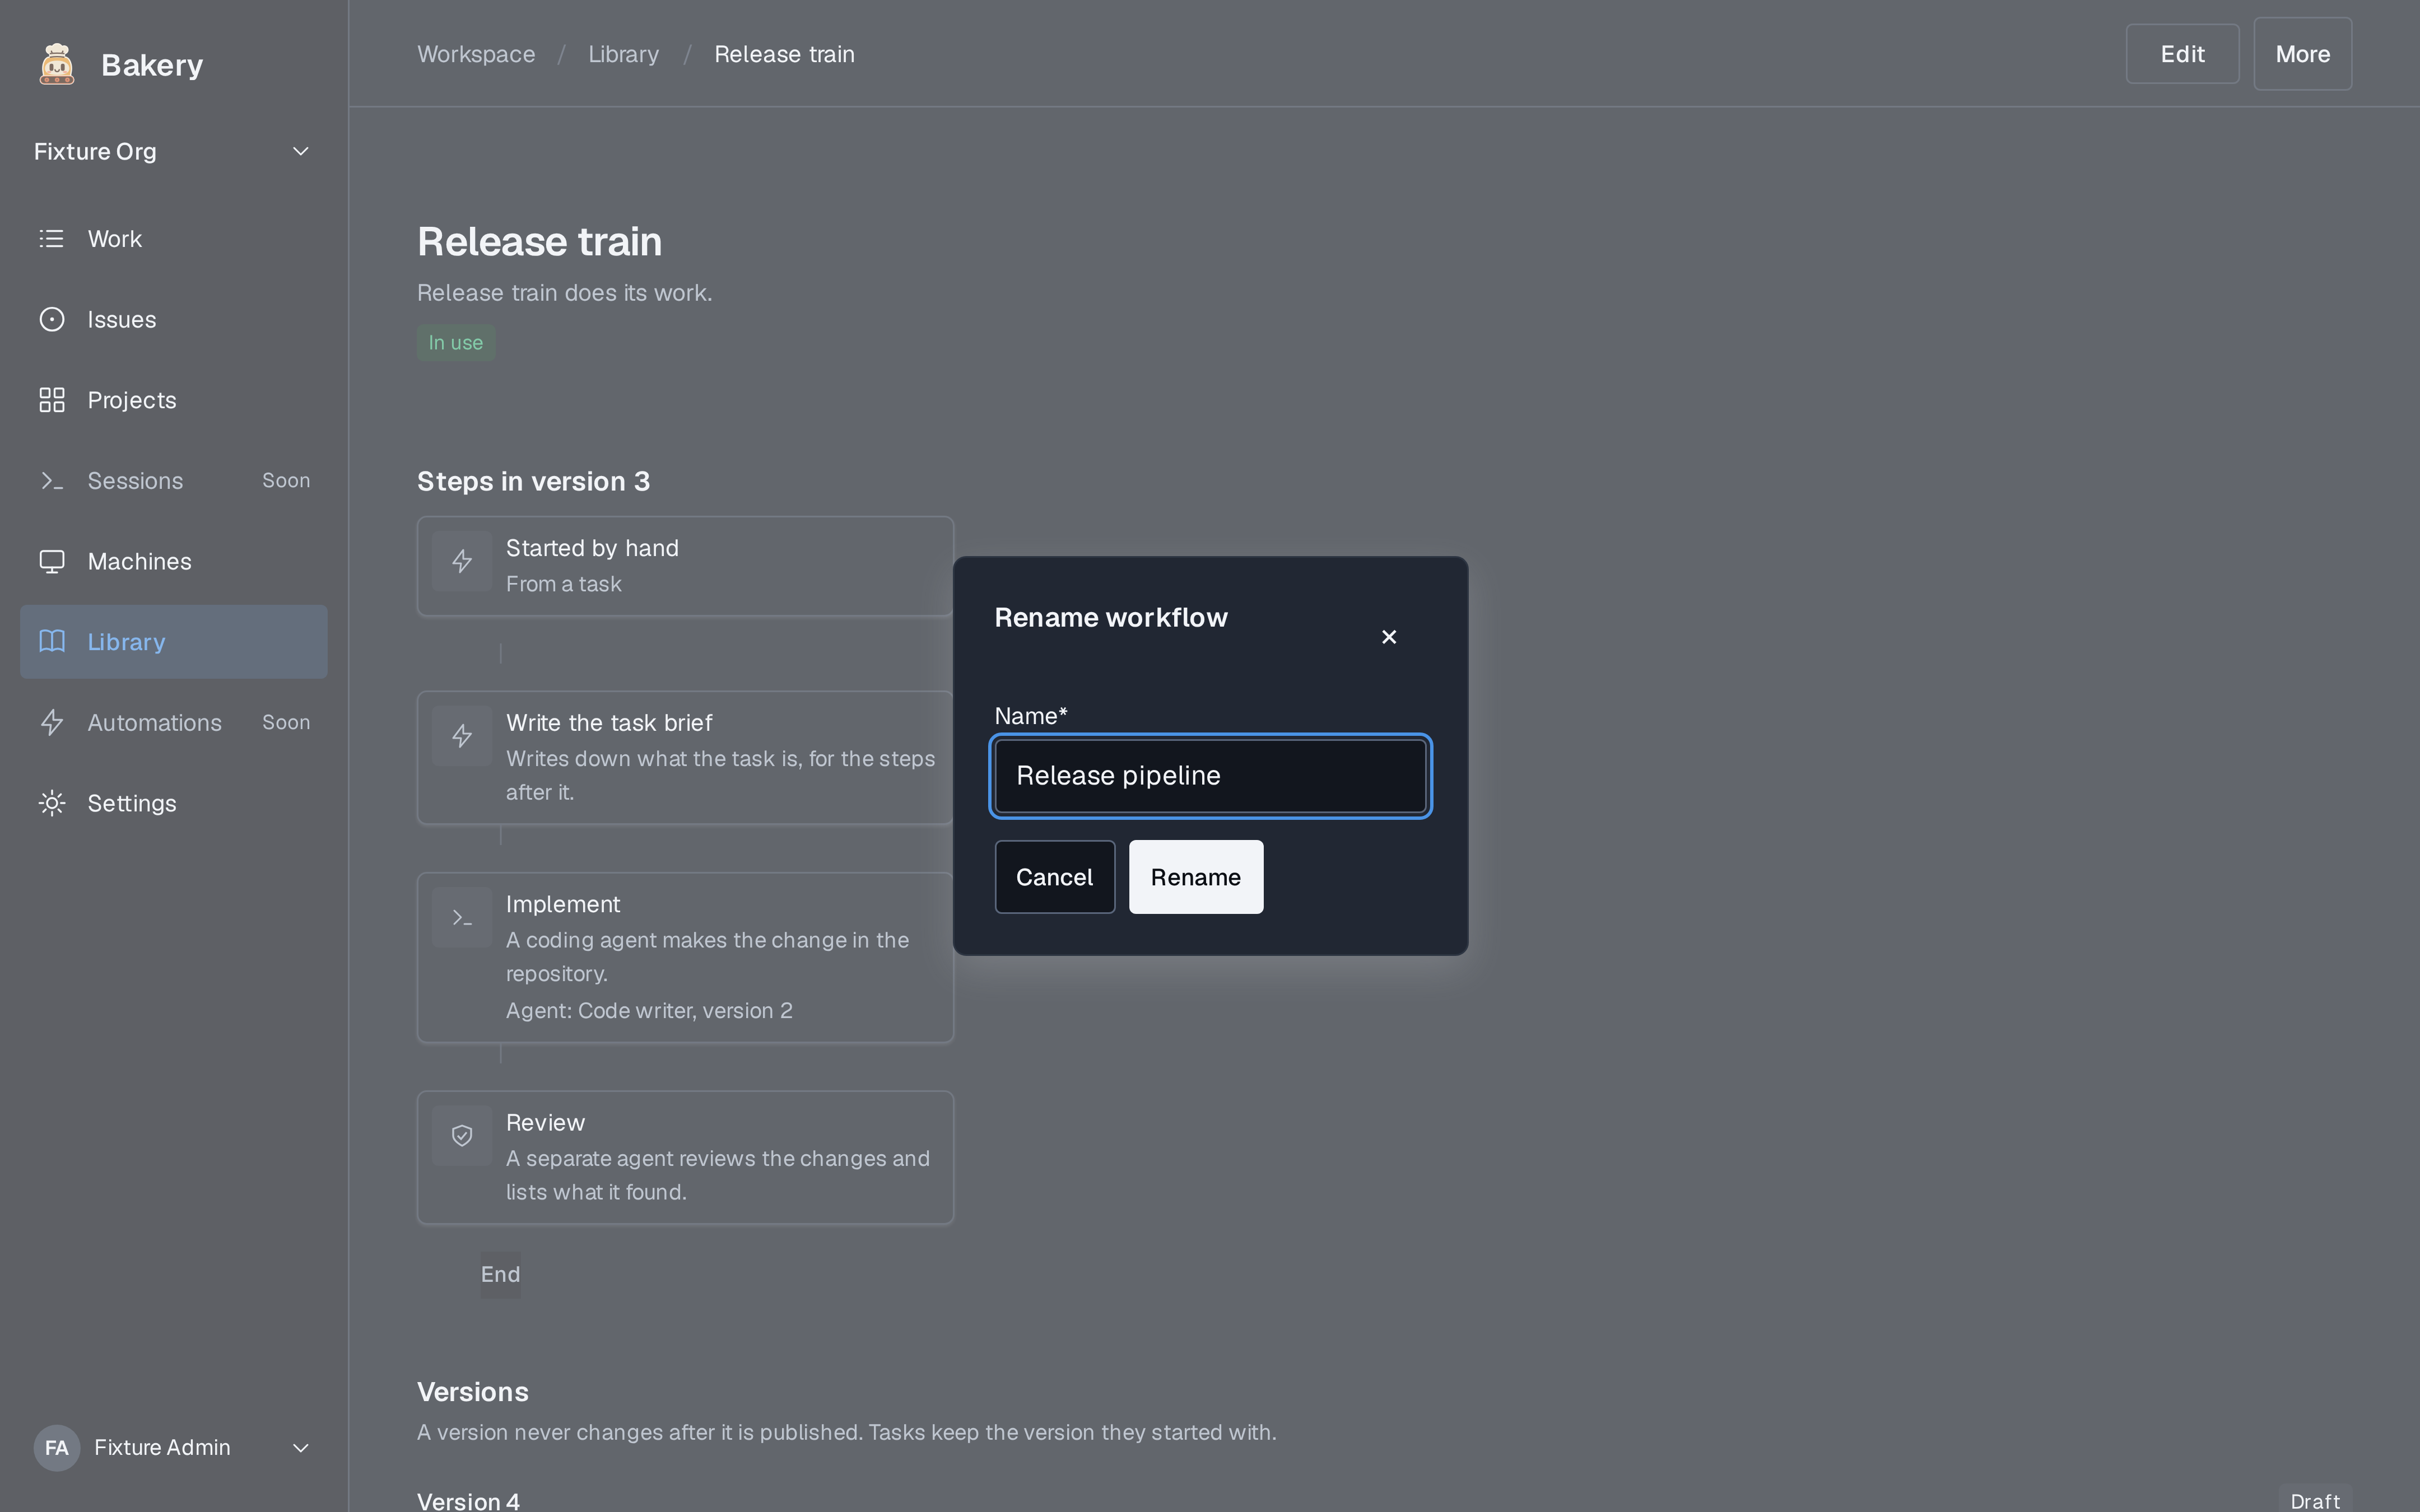 Bakery
Fixture Org
Work
Issues
Projects
Sessions Soon
Machines
Library
Automations Soon
Settings
FA Fixture Admin
Workspace / Library / Release train
Edit More
Release train
Release train does its work.
In use
Steps in version 3
Started by hand
From a task
Write the task brief
Writes down what the task is, for the steps
after it.
Implement
A coding agent makes the change in the
repository.
Agent: Code writer, version 2
Review
A separate agent reviews the changes and
lists what it found.
End
Versions
A version never changes after it is published. Tasks keep the version they started with.
Version 4 Draft
Rename workflow
Name*
Release pipeline
Cancel Rename